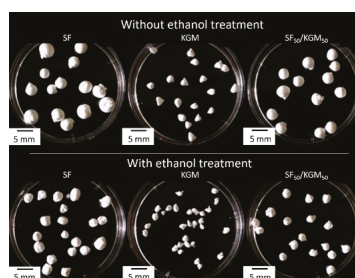 Without ethanol treatment
SF KGM SF₅₀/KGM₅₀
5 mm 5 mm 5 mm
With ethanol treatment
SF KGM SF₅₀/KGM₅₀
5 mm 5 mm 5 mm